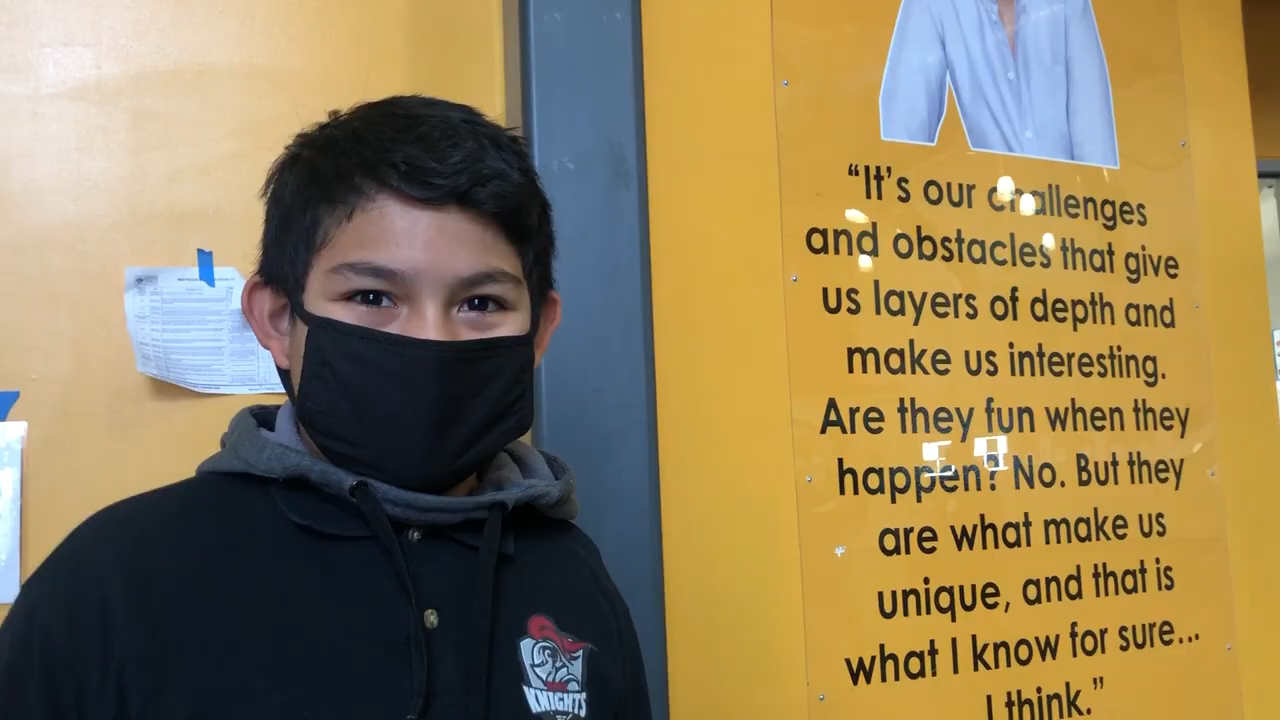 “It’s our challenges
and obstacles that give
us layers of depth and
make us interesting.
Are they fun when they
happen? No. But they
are what make us
unique, and that is
what I know for sure...
I think.”
KNIGHTS